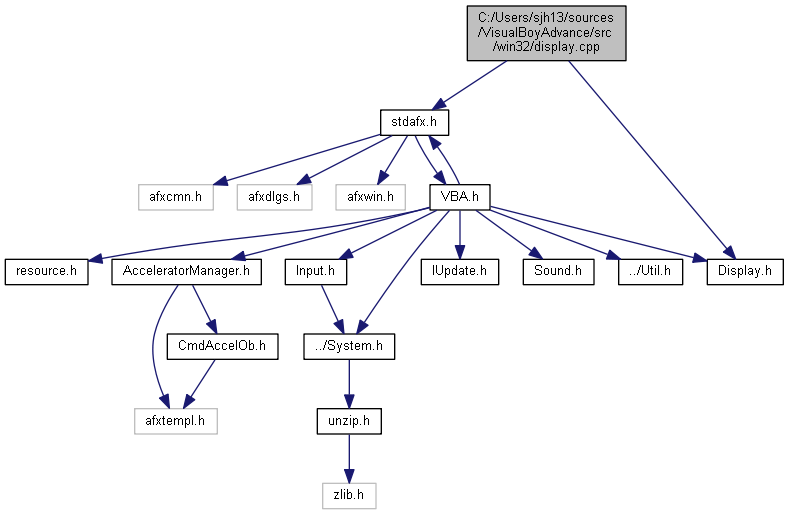 C:/Users/sjh13/sources
/VisualBoyAdvance/src
/win32/display.cpp
stdafx.h
afxcmn.h
afxdlgs.h
afxwin.h
VBA.h
resource.h
AcceleratorManager.h
Input.h
IUpdate.h
Sound.h
../Util.h
Display.h
CmdAccelOb.h
../System.h
afxtempl.h
unzip.h
zlib.h